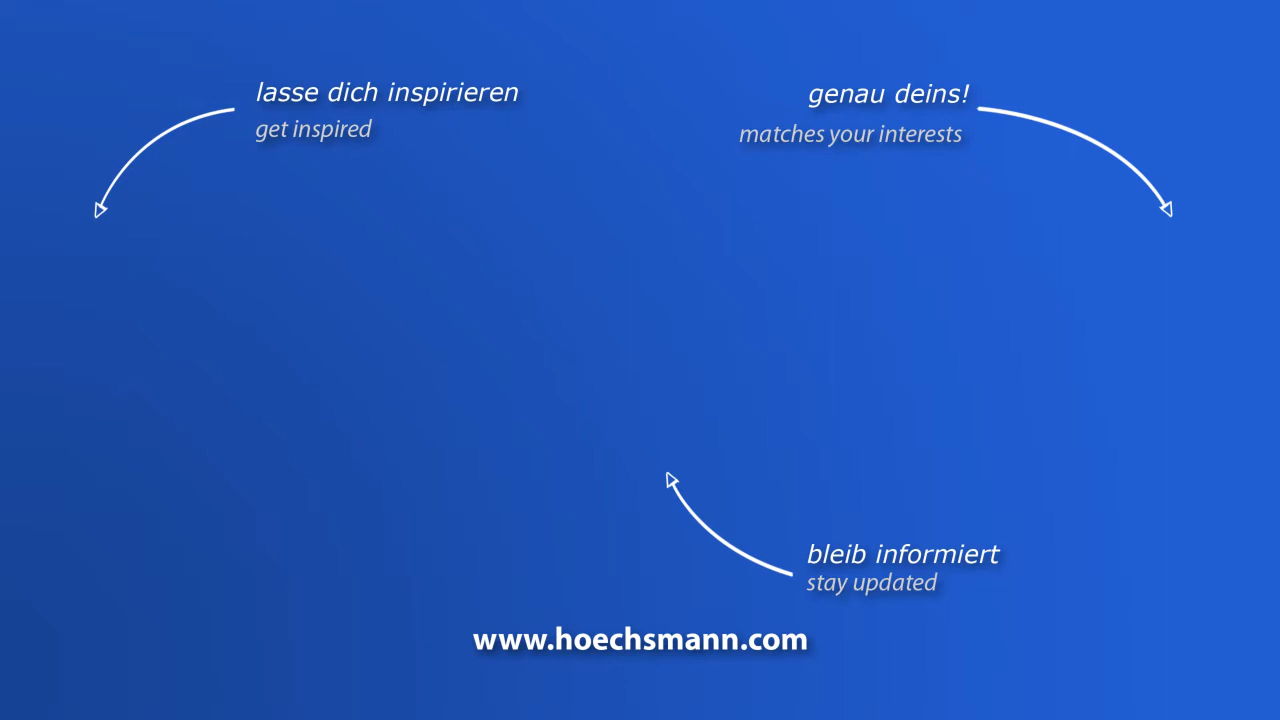 lasse dich inspirieren
get inspired
genau deins!
matches your interests
bleib informiert
stay updated
www.hoechsmann.com